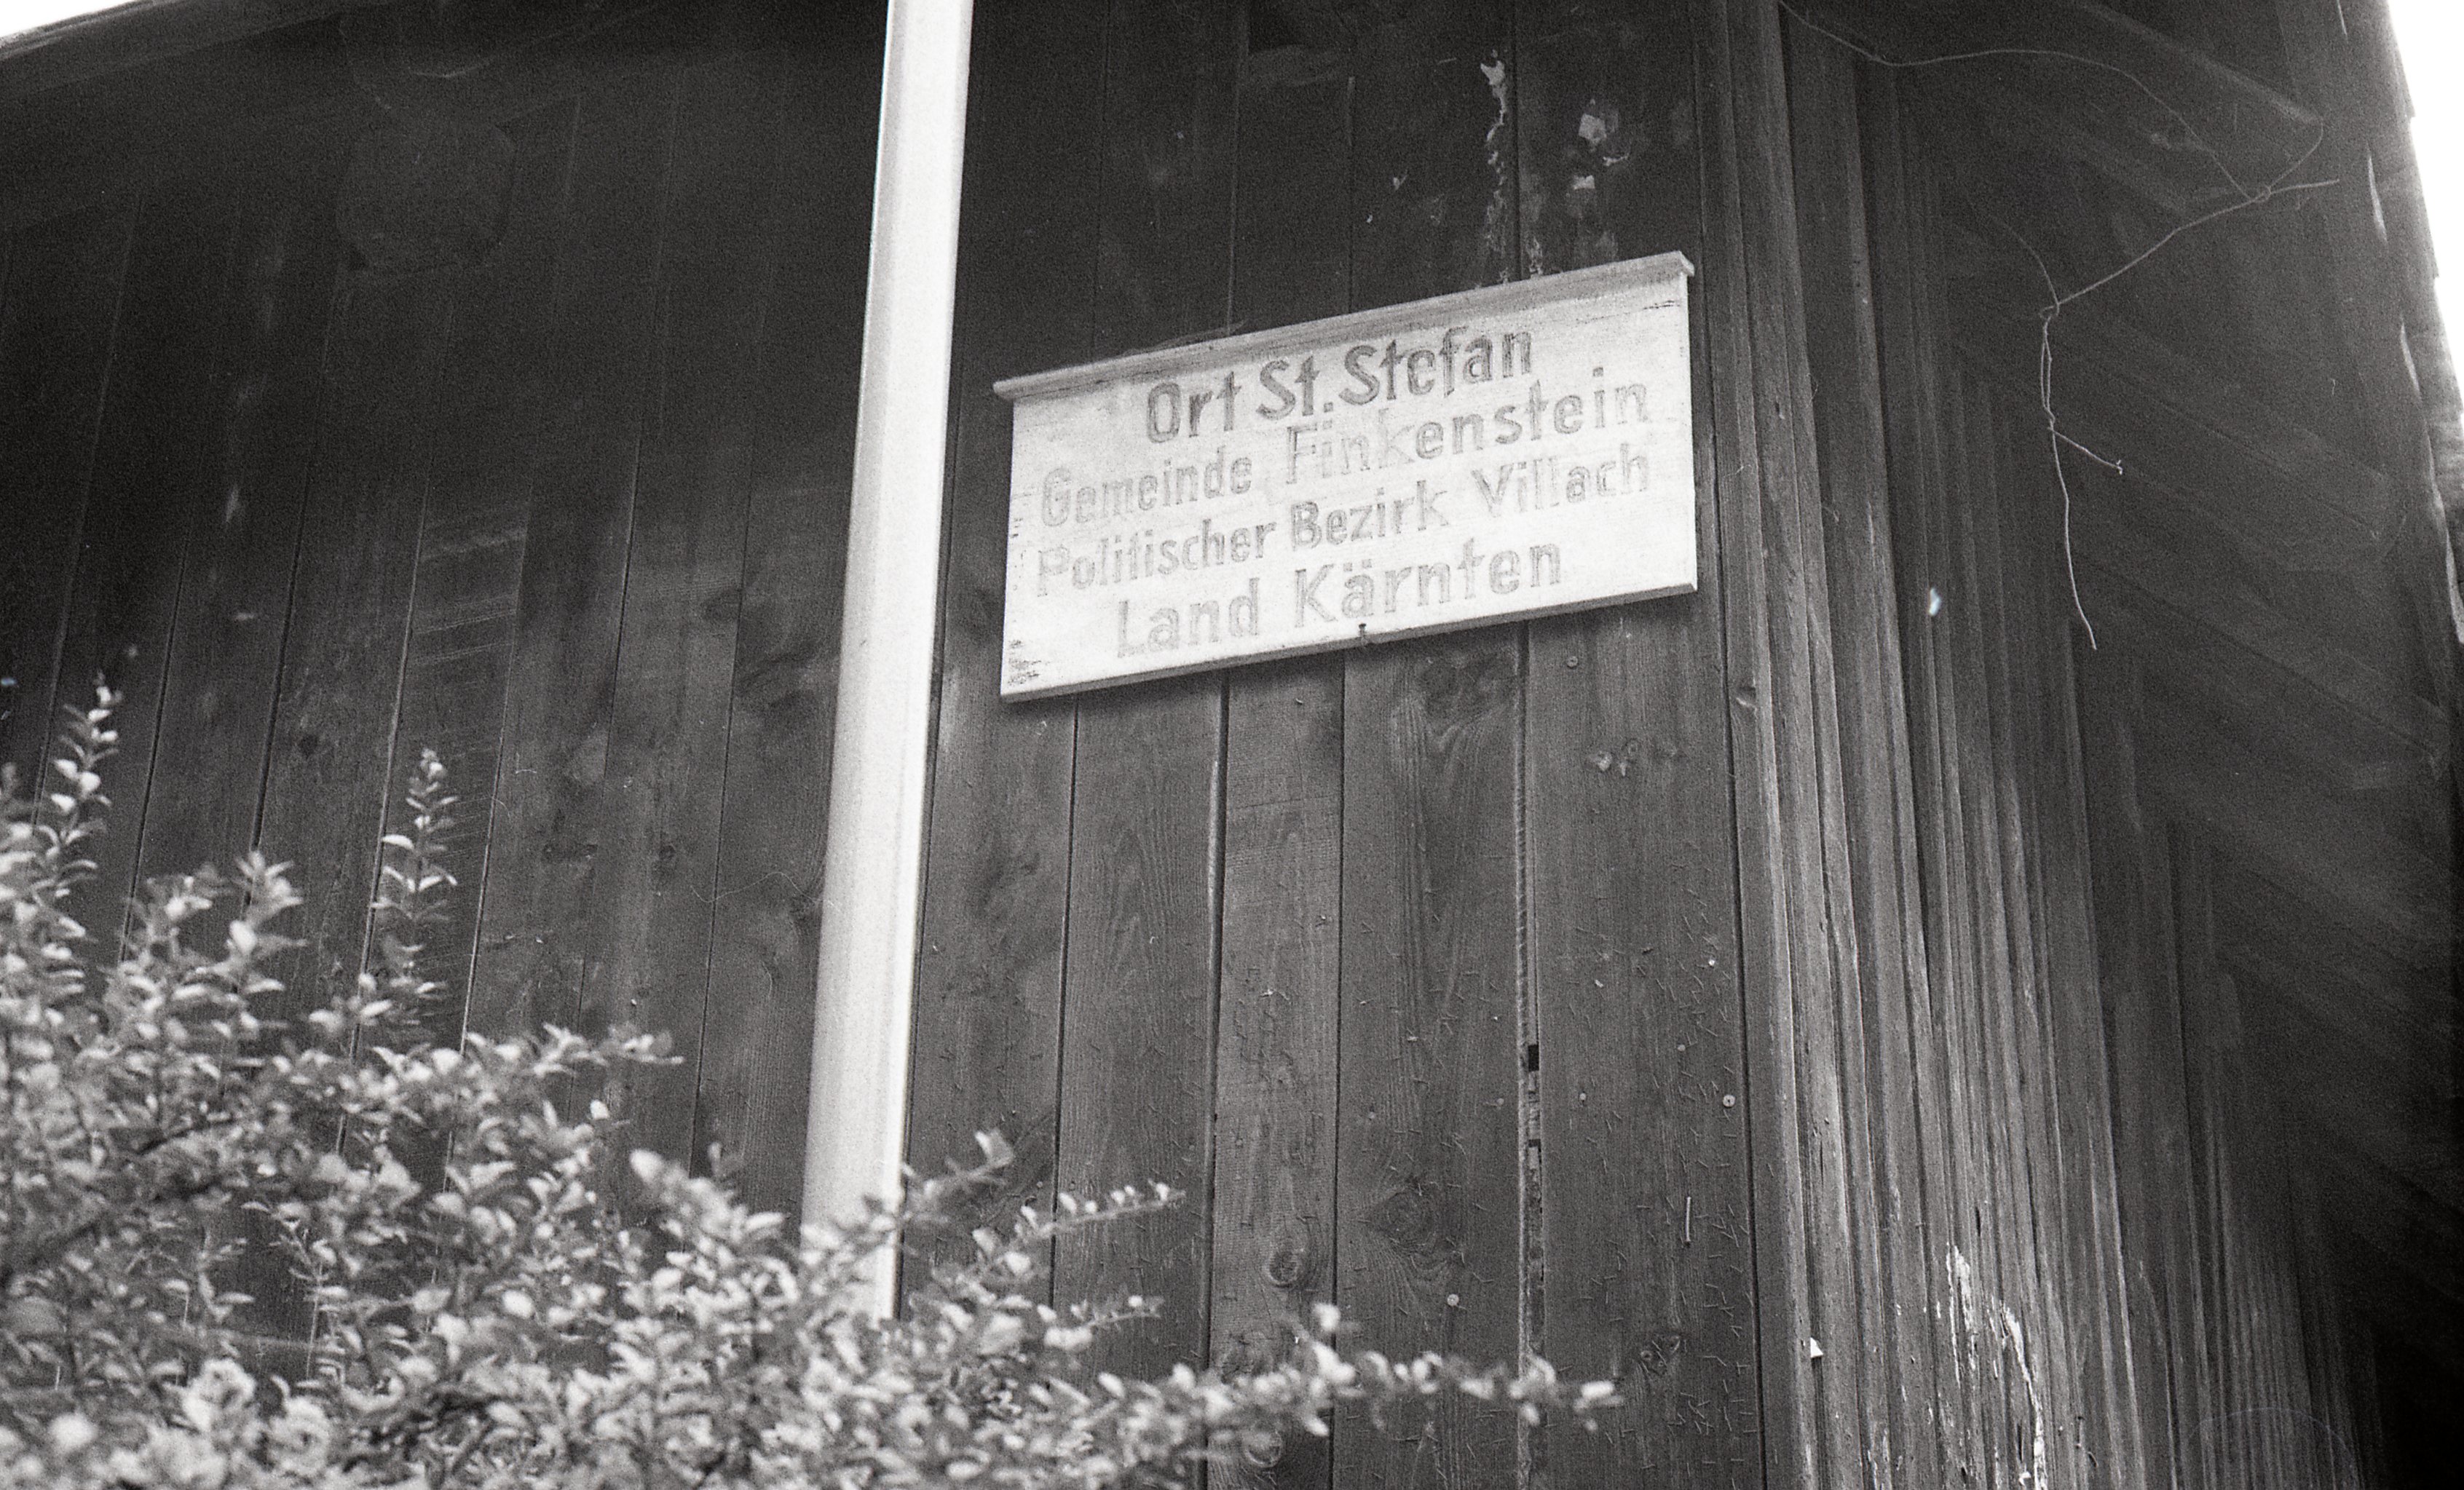 Ort St. Stefan
Gemeinde Finkenstein
Politischer Bezirk Villach
Land Kärnten